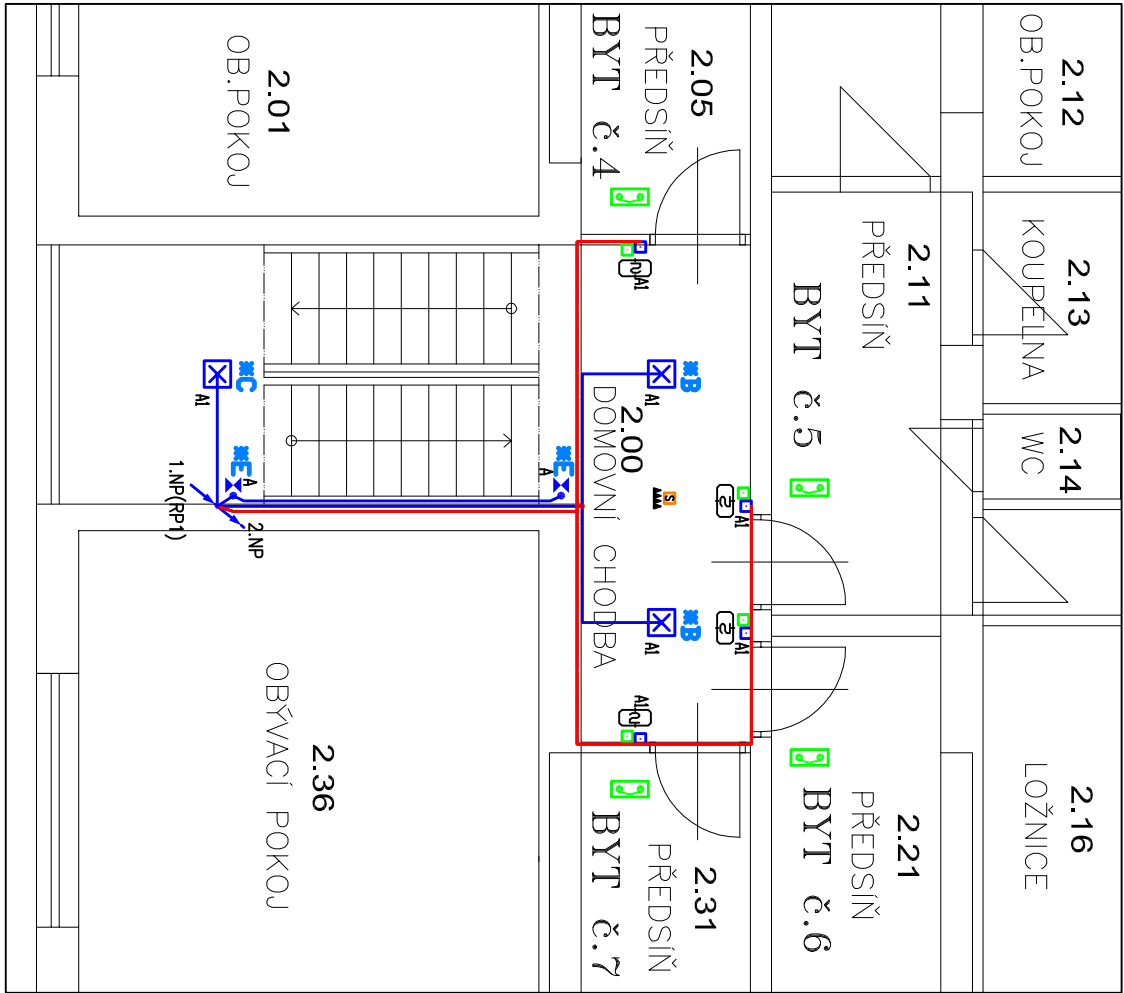 2.12
OB.POKOJ
2.13
KOUPELNA
2.14
WC
2.16
LOŽNICE
2.11
PŘEDSÍŇ
BYT č.5
2.21
PŘEDSÍŇ
BYT č.6
2.05
PŘEDSÍŇ
BYT č.4
A1
※B
A1
2.00
DOMOVNÍ CHODBA
S
A1
A1
※B
A1
A1
2.31
PŘEDSÍŇ
BYT č.7
2.01
OB.POKOJ
※C
A1
※E
A
※E
A
2.NP
1.NP(RP1)
2.36
OBÝVACÍ POKOJ